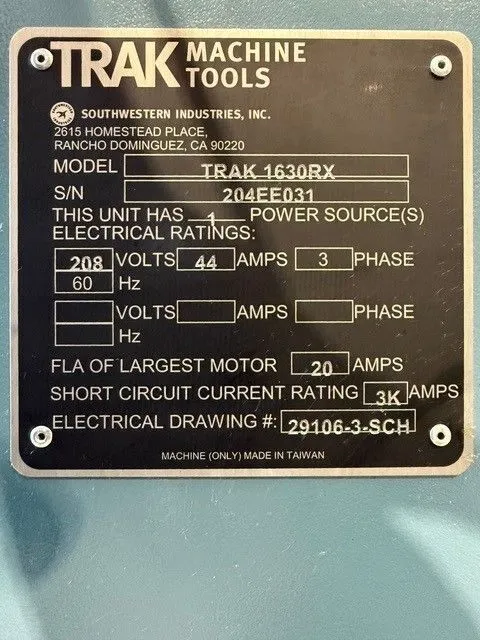 TRAK MACHINE TOOLS
SOUTHWESTERN INDUSTRIES, INC.
2615 HOMESTEAD PLACE,
RANCHO DOMINGUEZ, CA 90220
MODEL TRAK 1630RX
S/N 204EE031
THIS UNIT HAS 1 POWER SOURCE(S)
ELECTRICAL RATINGS:
208 VOLTS 44 AMPS 3 PHASE
60 Hz
VOLTS AMPS PHASE
Hz
FLA OF LARGEST MOTOR 20 AMPS
SHORT CIRCUIT CURRENT RATING 3K AMPS
ELECTRICAL DRAWING #: 29106-3-SCH
MACHINE (ONLY) MADE IN TAIWAN